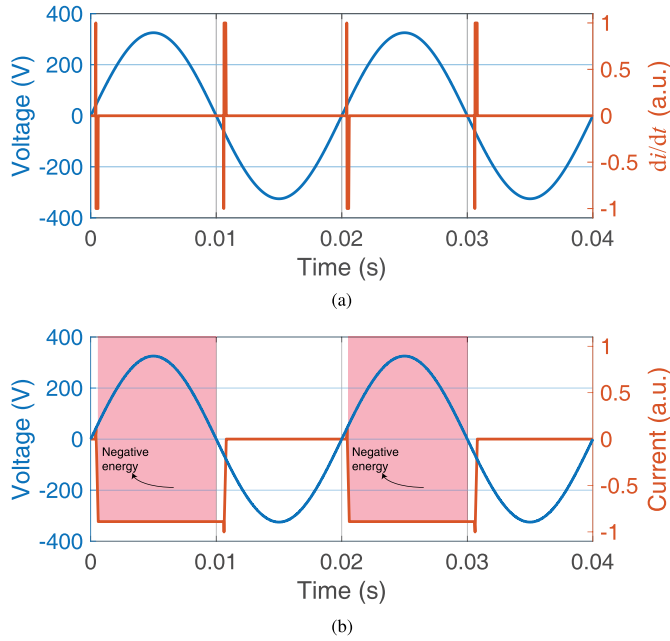 400
200
0
-200
-400
Voltage (V)
1
0.5
0
-0.5
-1
di/dt (a.u.)
0
0.01
0.02
0.03
0.04
Time (s)
(a)
400
200
0
-200
-400
Voltage (V)
Negative
energy
Negative
energy
1
0.5
0
-0.5
-1
Current (a.u.)
0
0.01
0.02
0.03
0.04
Time (s)
(b)